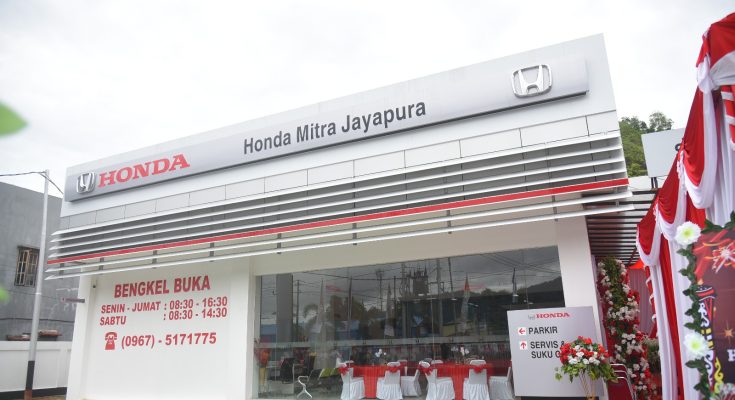 HONDA
Honda Mitra Jayapura
BENGKEL BUKA
SENIN - JUMAT : 08:30 - 16:30
SABTU : 08:30 - 14:30
☎ (0967) - 5171775
HONDA
← PARKIR
↑ SERVIS
SUKU